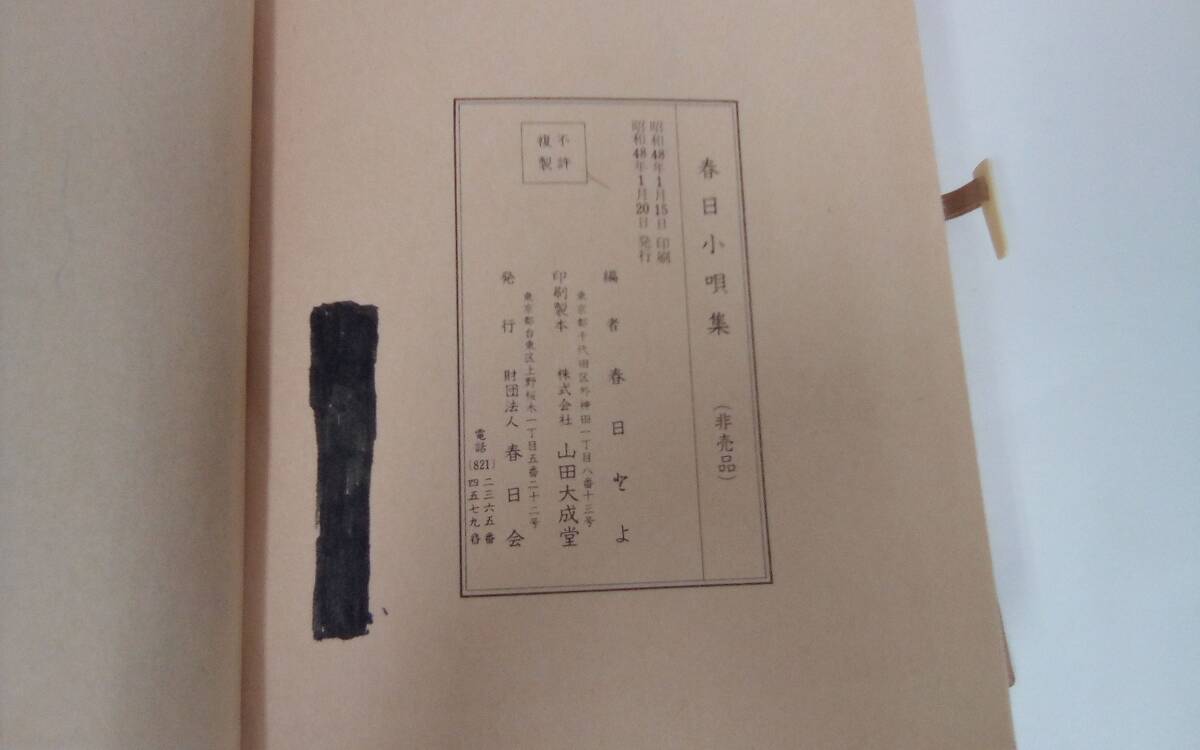 春日小唄集 (非売品)
昭和48年1月15日 印刷
昭和48年1月20日 発行
不許
複製
編者 春日とよ
東京都千代田区外神田一丁目八番十三号
印刷製本 株式会社 山田大成堂
東京都台東区上野桜木一丁目五番二十二号
発行 財団法人 春日会
電話(821)二三六五番
四五七九番